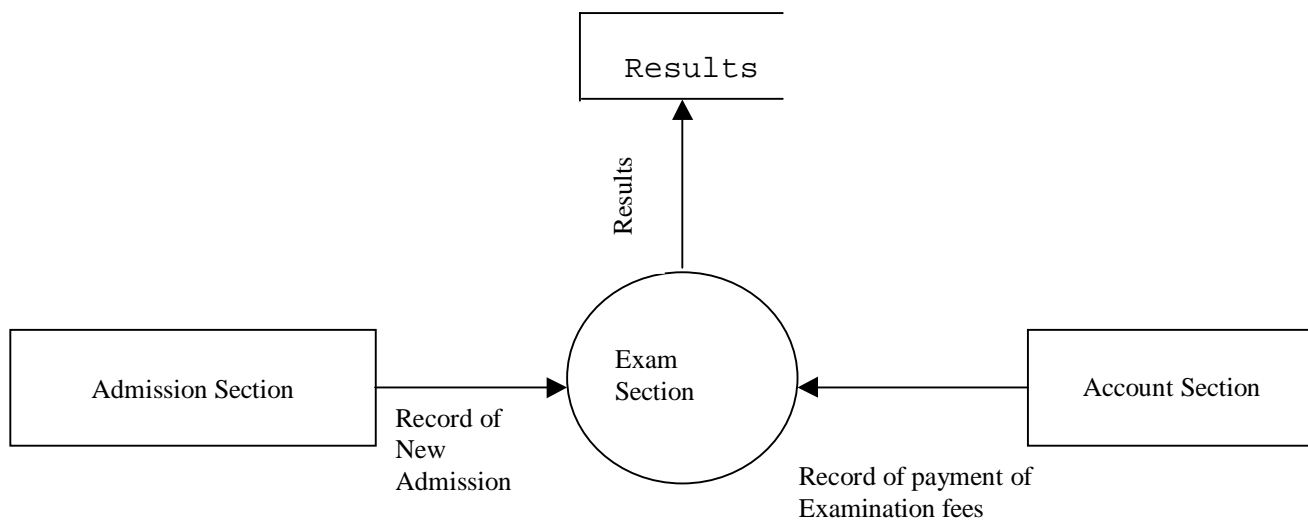 Results
Results
Exam
Section
Admission Section
Account Section
Record of
New
Admission
Record of payment of
Examination fees